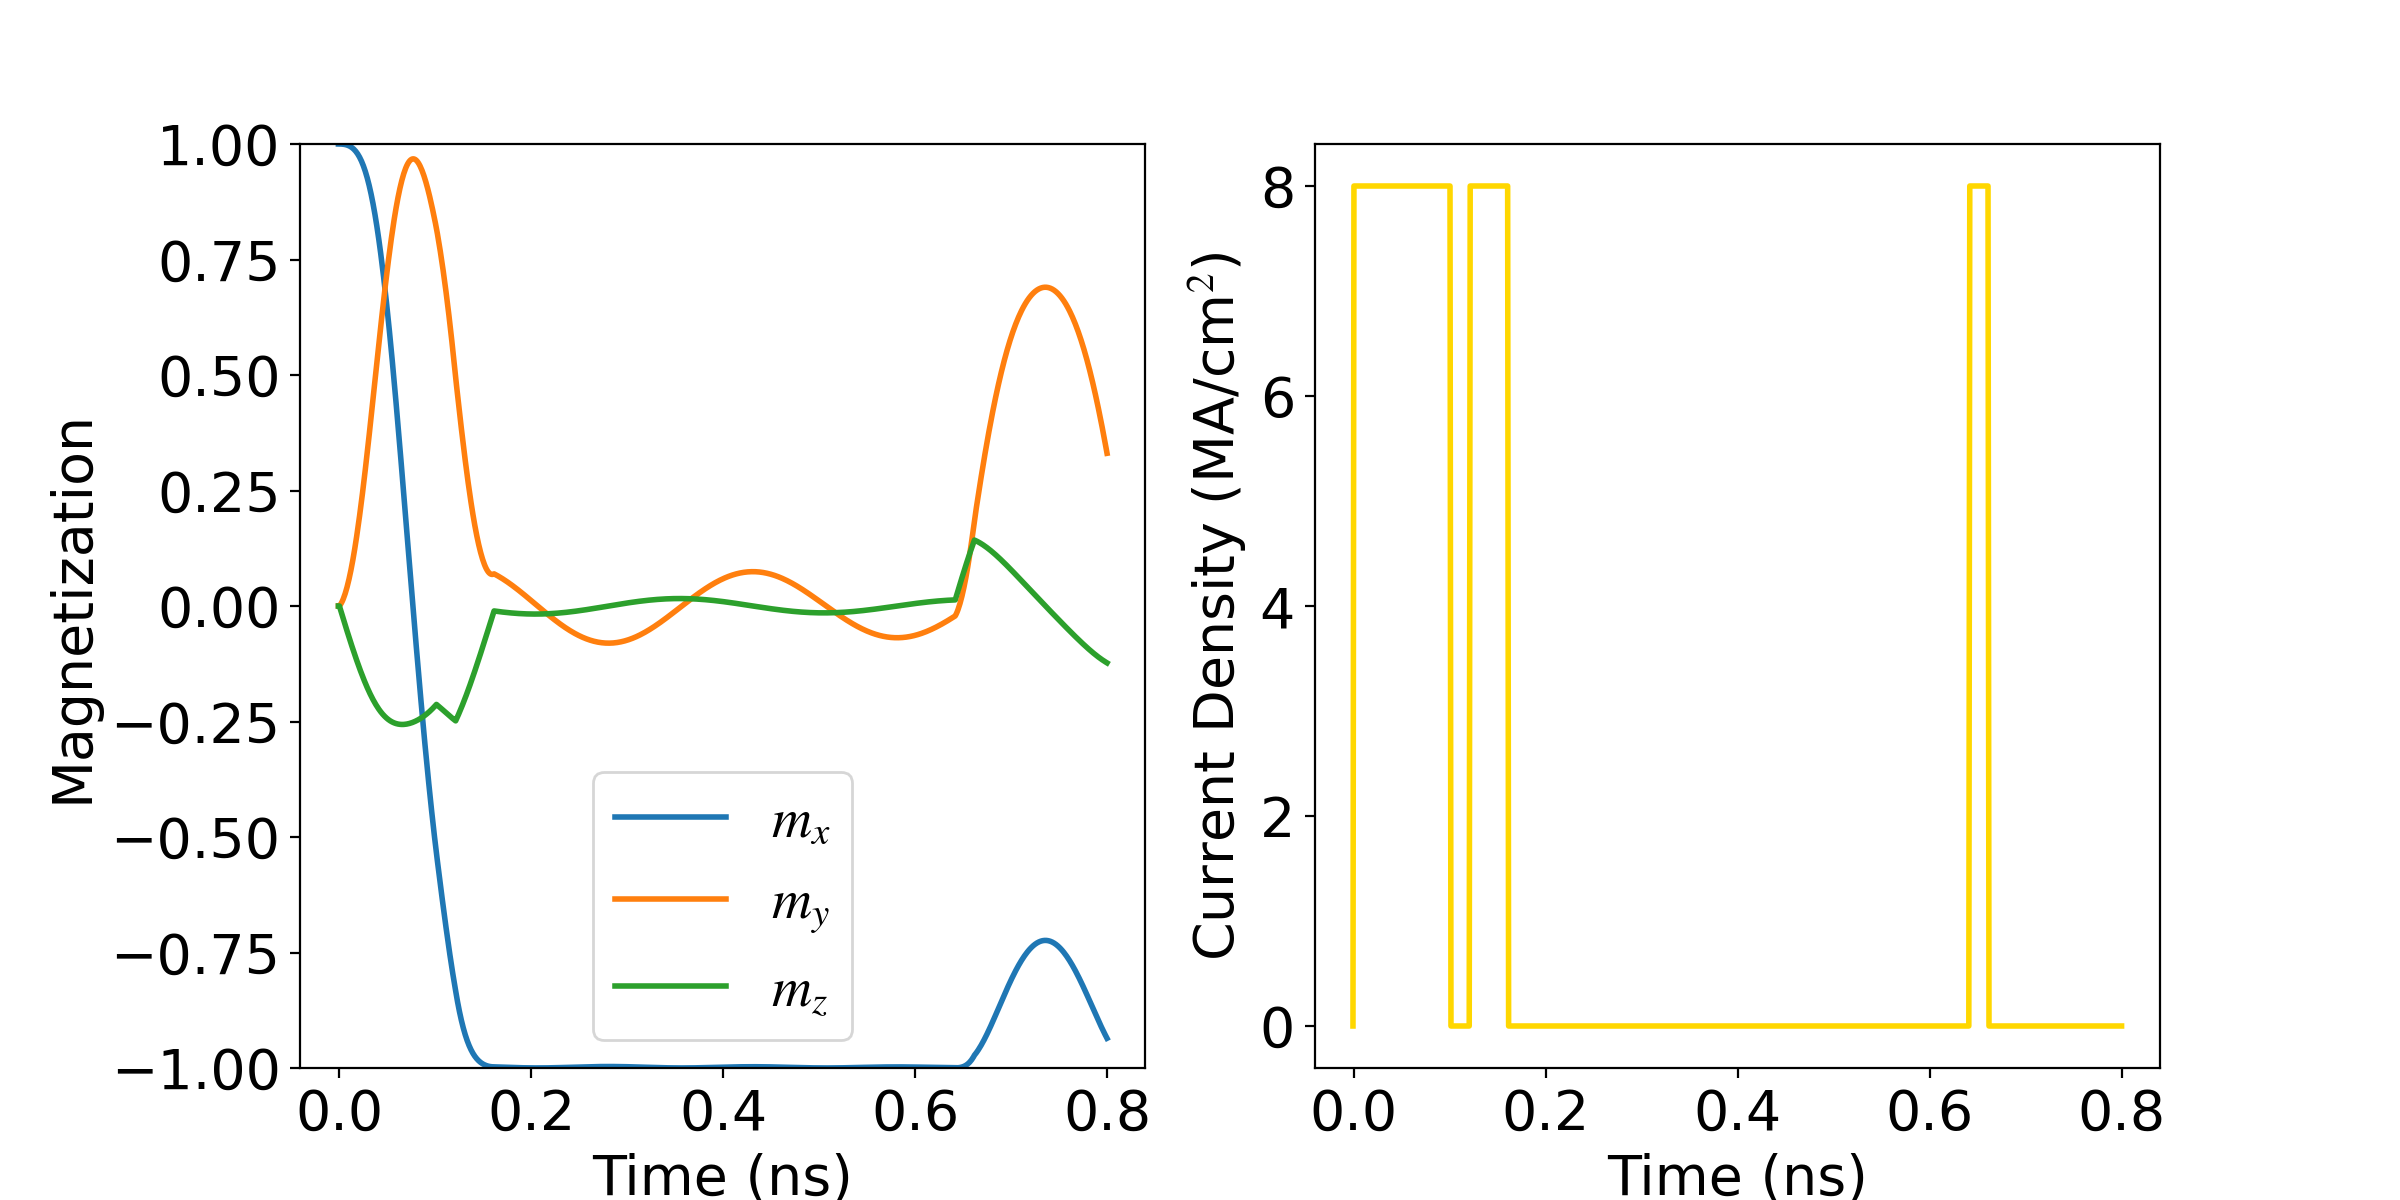 1.00
0.75
0.50
0.25
0.00
−0.25
−0.50
−0.75
−1.00
Magnetization
0.0 0.2 0.4 0.6 0.8
Time (ns)
m_x
m_y
m_z
8
6
4
2
0
Current Density (MA/cm²)
0.0 0.2 0.4 0.6 0.8
Time (ns)